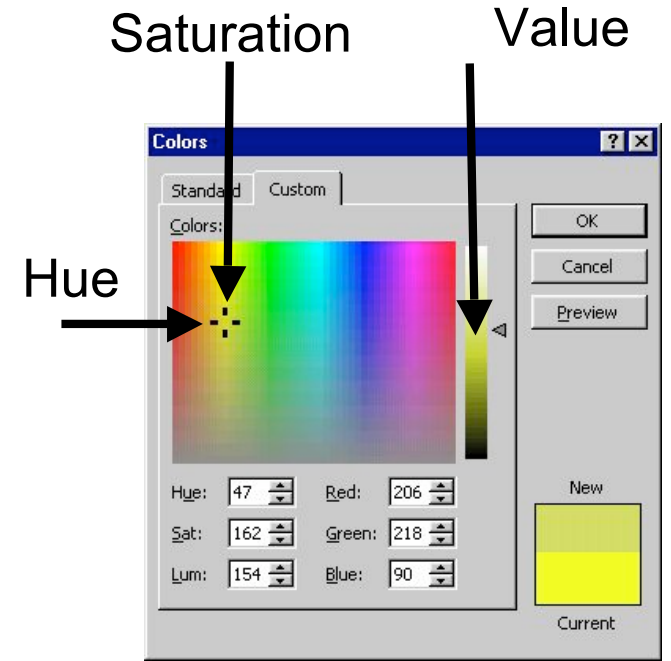 Saturation Value
Colors ? X
Standard Custom
Colors: OK
Cancel
Hue
Preview
Hue: 47 Red: 206 New
Sat: 162 Green: 218
Lum: 154 Blue: 90
Current